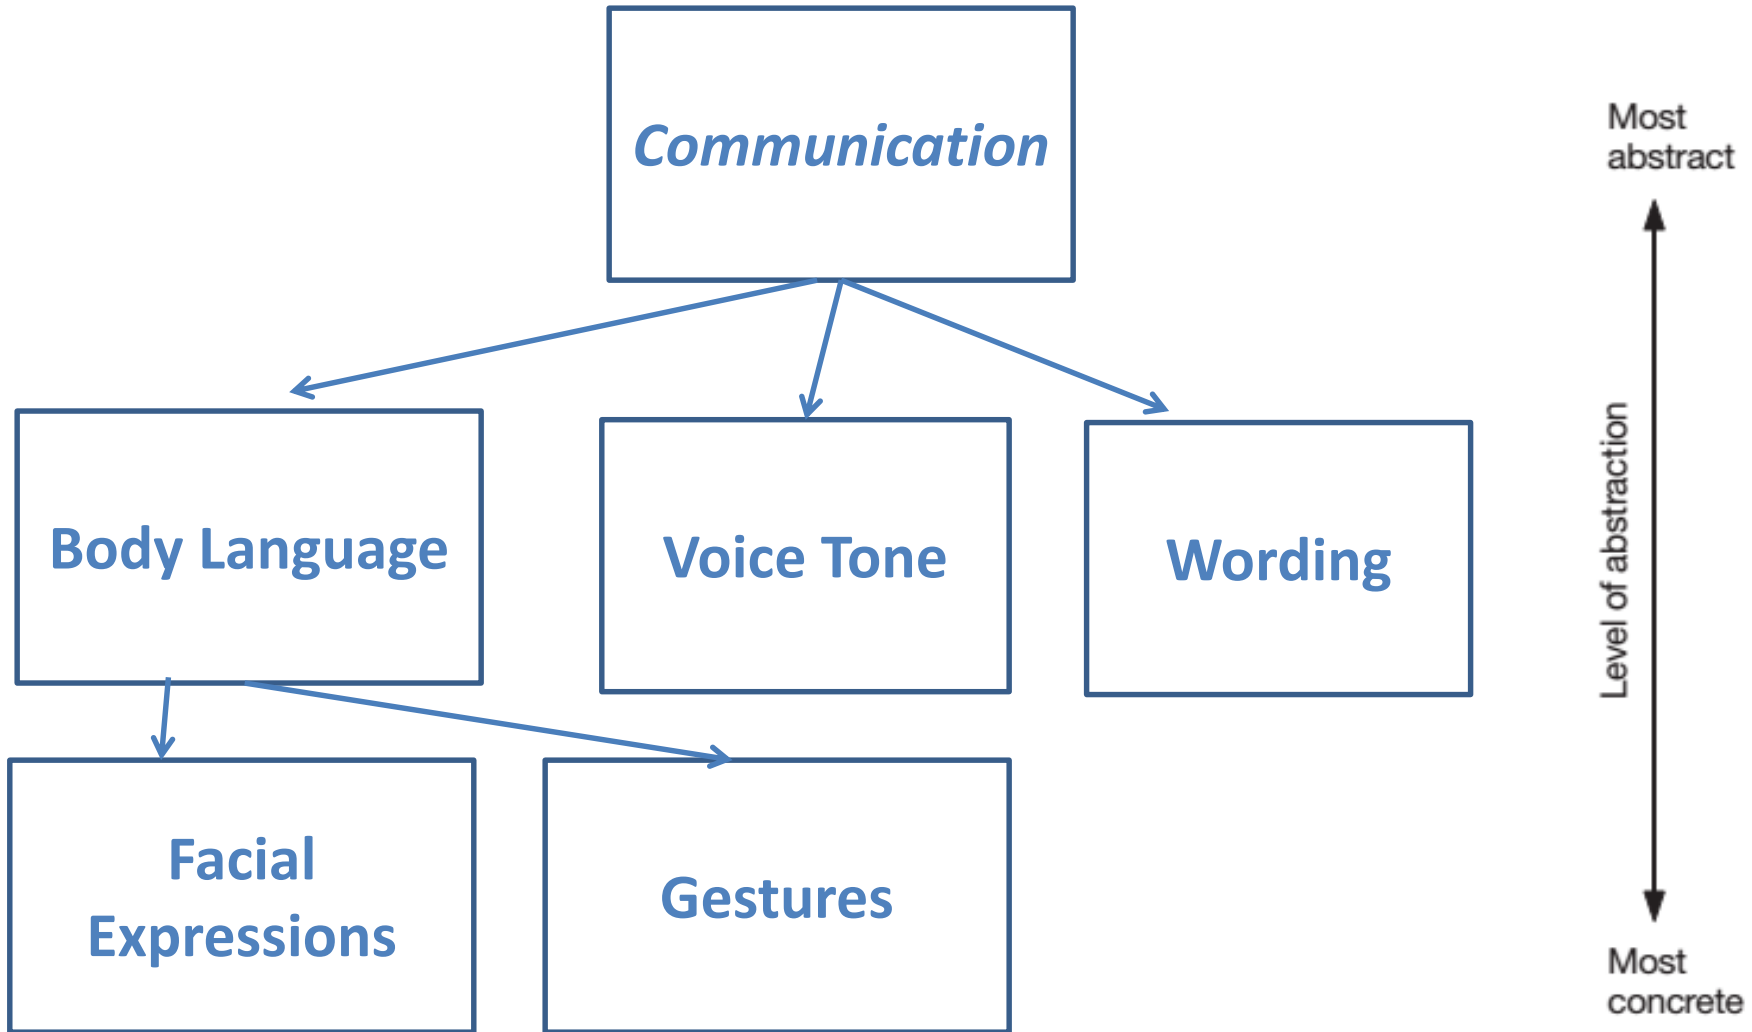 Communication
Most
abstract
Body Language
Voice Tone
Wording
Level of abstraction
Facial
Expressions
Gestures
Most
concrete